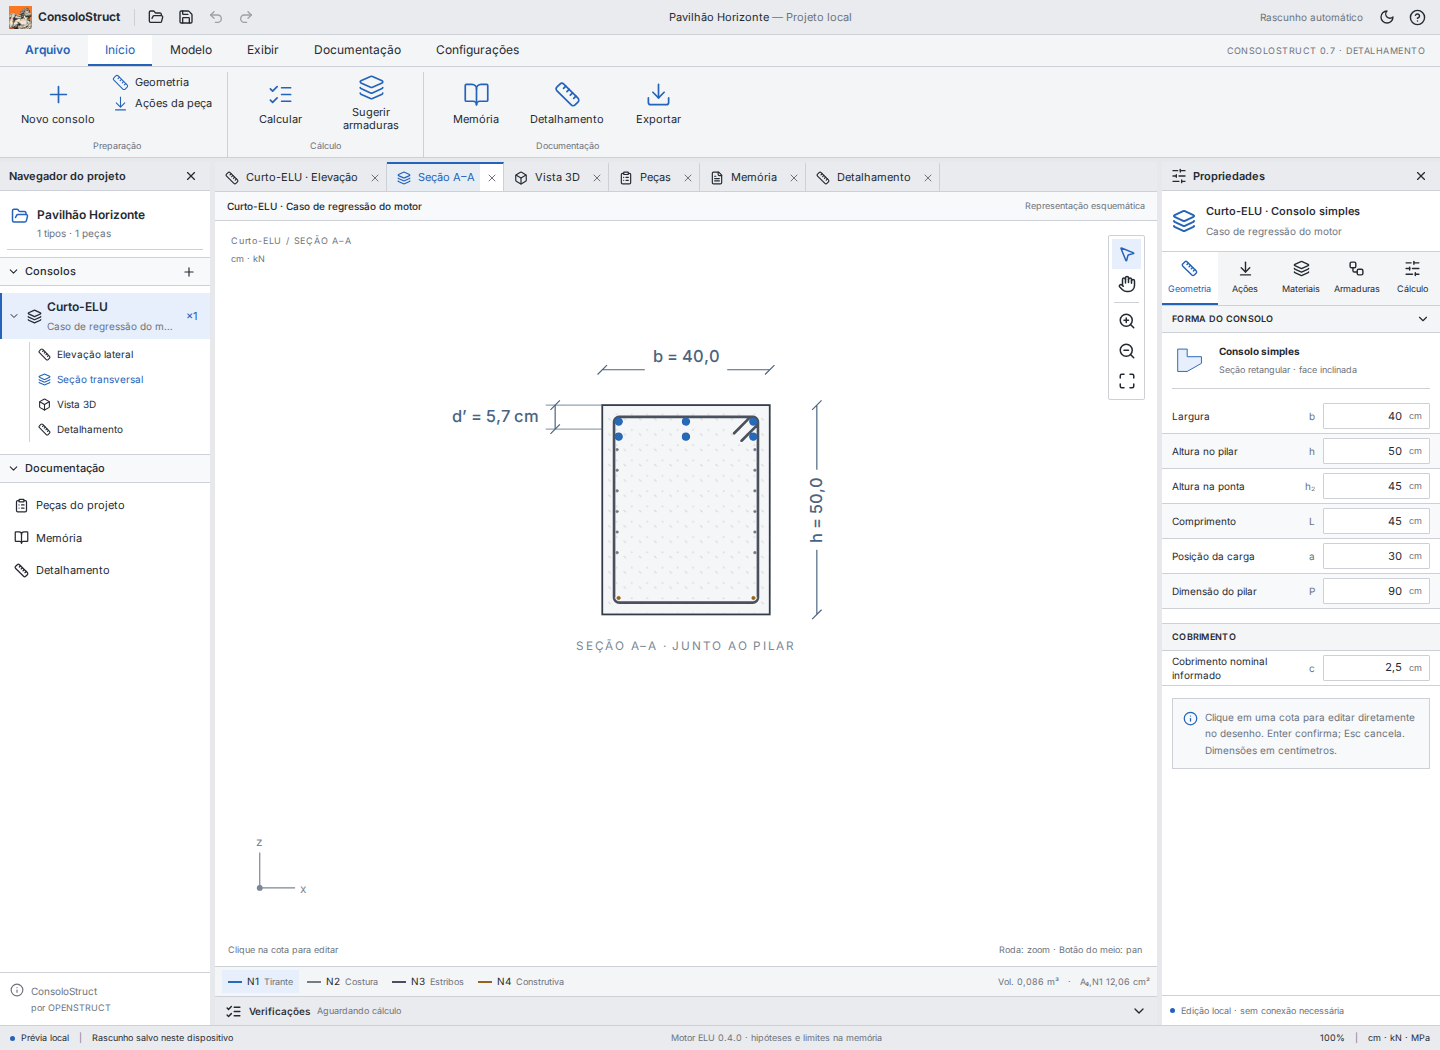 ConsoloStruct
Pavilhão Horizonte — Projeto local
Rascunho automático
Arquivo
Início
Modelo
Exibir
Documentação
Configurações
CONSOLOSTRUCT 0.7 · DETALHAMENTO
Novo consolo
Geometria
Ações da peça
Preparação
Calcular
Sugerir
armaduras
Cálculo
Memória
Detalhamento
Exportar
Documentação
Navegador do projeto
Pavilhão Horizonte
1 tipos · 1 peças
Consolos
Curto-ELU
Caso de regressão do m...
×1
Elevação lateral
Seção transversal
Vista 3D
Detalhamento
Documentação
Peças do projeto
Memória
Detalhamento
ConsoloStruct
por OPENSTRUCT
Curto-ELU · Elevação
Seção A–A
Vista 3D
Peças
Memória
Detalhamento
Curto-ELU · Caso de regressão do motor
Representação esquemática
Curto-ELU / SEÇÃO A–A
cm · kN
b = 40,0
d’ = 5,7 cm
h = 50,0
SEÇÃO A–A · JUNTO AO PILAR
z
x
Clique na cota para editar
Roda: zoom · Botão do meio: pan
N1 Tirante
N2 Costura
N3 Estribos
N4 Construtiva
Vol. 0,086 m³ · Aₛ,N1 12,06 cm²
Verificações Aguardando cálculo
Propriedades
Curto-ELU · Consolo simples
Caso de regressão do motor
Geometria
Ações
Materiais
Armaduras
Cálculo
FORMA DO CONSOLO
Consolo simples
Seção retangular · face inclinada
Largura b 40 cm
Altura no pilar h 50 cm
Altura na ponta h₂ 45 cm
Comprimento L 45 cm
Posição da carga a 30 cm
Dimensão do pilar P 90 cm
COBRIMENTO
Cobrimento nominal
informado c 2,5 cm
Clique em uma cota para editar diretamente
no desenho. Enter confirma; Esc cancela.
Dimensões em centímetros.
Edição local · sem conexão necessária
Prévia local
Rascunho salvo neste dispositivo
Motor ELU 0.4.0 · hipóteses e limites na memória
100%
cm · kN · MPa